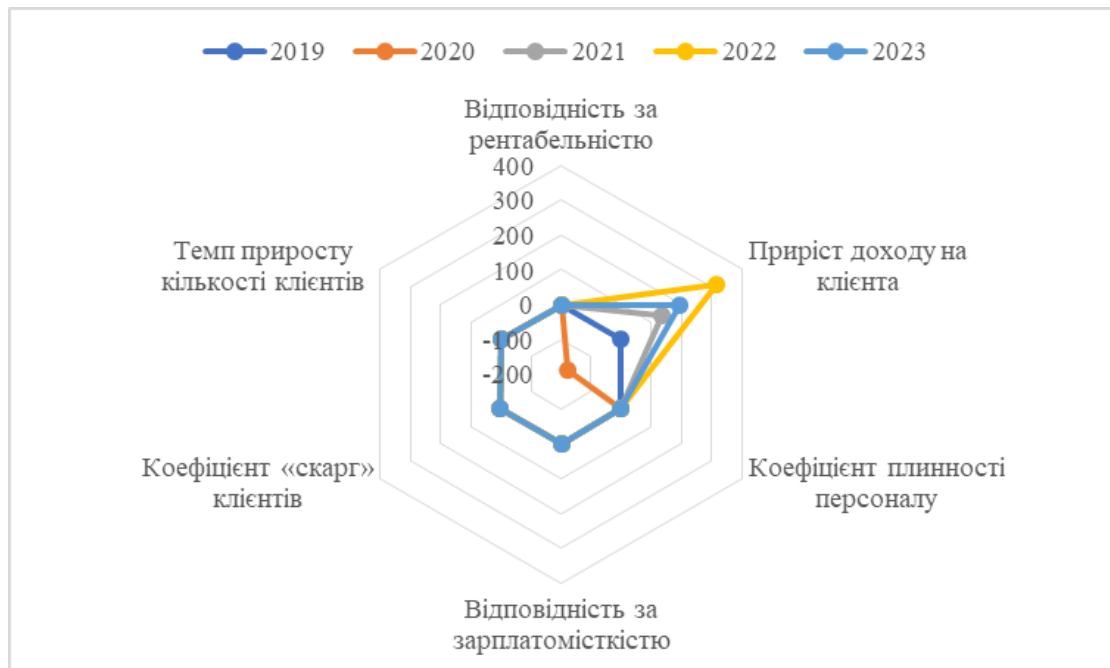 2019 2020 2021 2022 2023
Відповідність за
рентабельністю
400
300
200
100
0
-100
-200
Приріст доходу на
клієнта
Коефіцієнт плинності
персоналу
Відповідність за
зарплатомісткістю
Коефіцієнт «скарг»
клієнтів
Темп приросту
кількості клієнтів